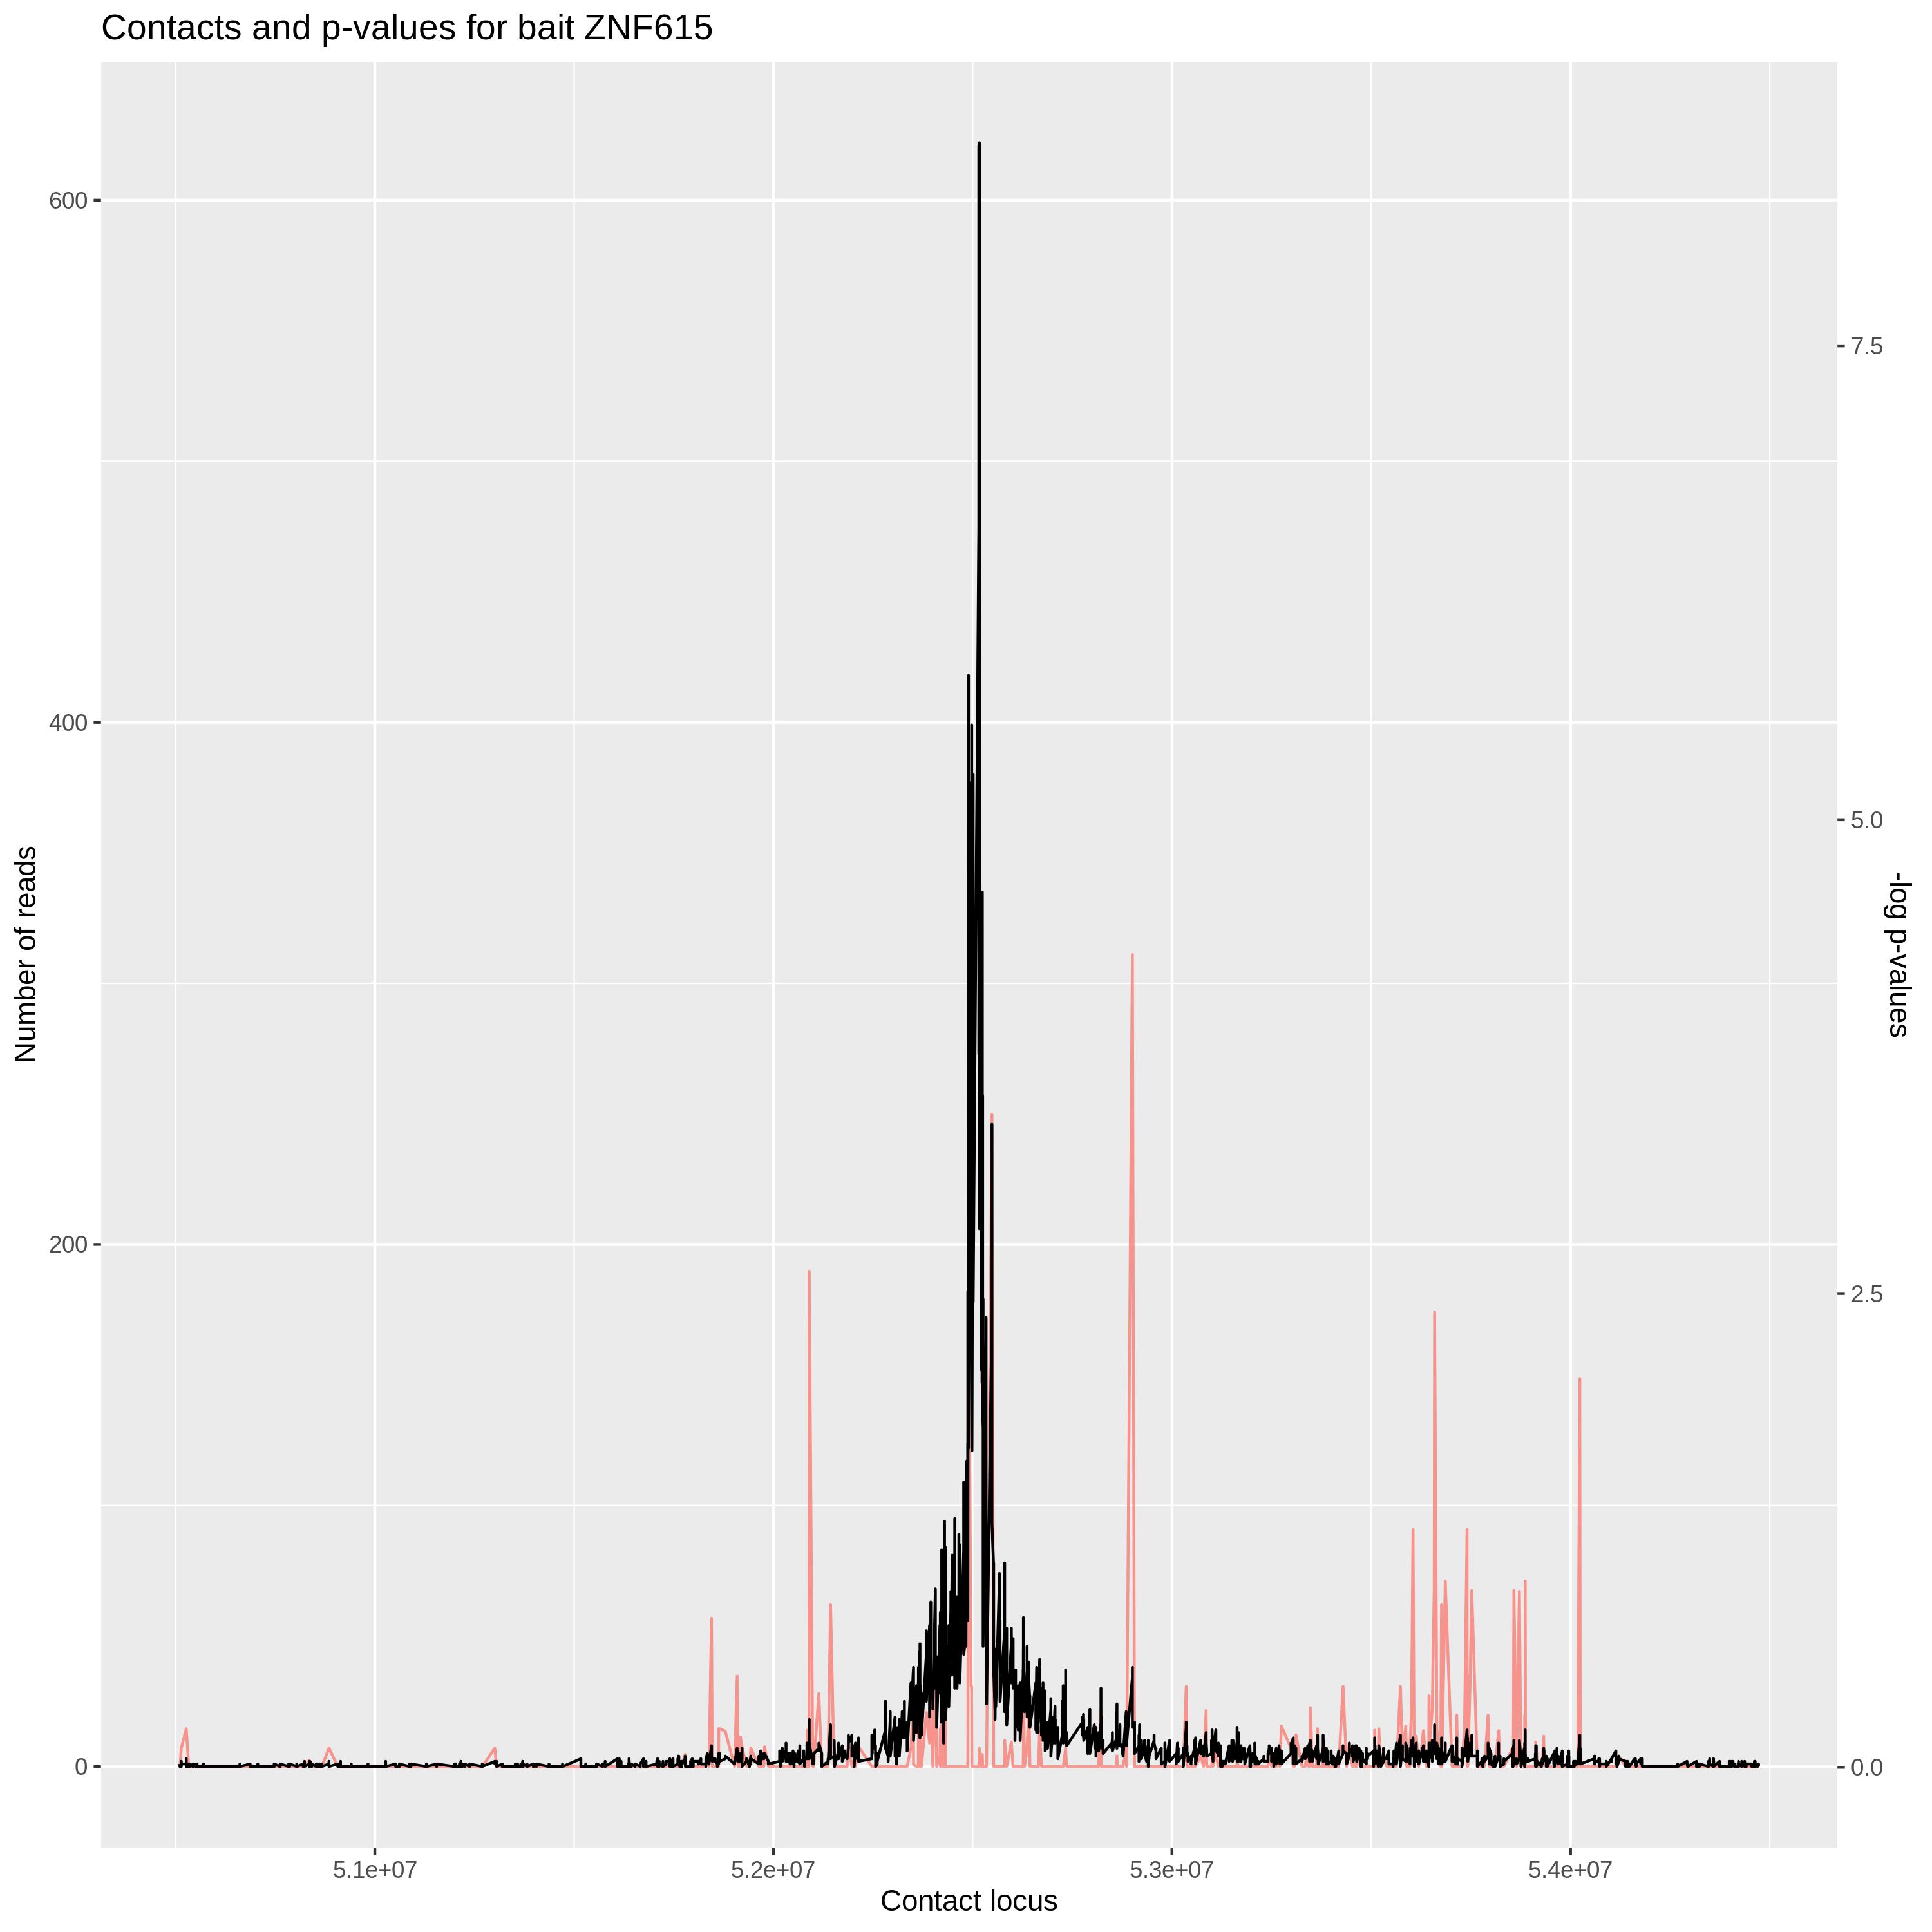 Contacts and p-values for bait ZNF615
600
400
200
0
Number of reads
7.5
5.0
2.5
0.0
-log p-values
5.1e+07 5.2e+07 5.3e+07 5.4e+07
Contact locus